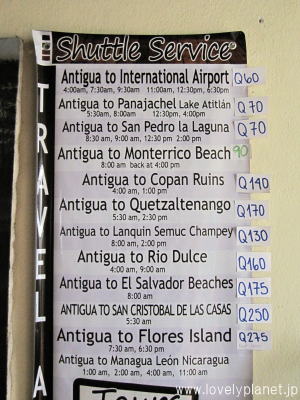 Shuttle Service
TRAVEL A
Antigua to International Airport Q60
4:00am, 7:30am, 9:30am 11:00am, 12:30pm, 6:30pm
Antigua to Panajachel Lake Atitlán Q70
5:30am, 8:00am 12:30pm, 4:00pm
Antigua to San Pedro la Laguna Q70
8:30 am, 9:00 am, 12:30 pm 2:00 pm
Antigua to Monterrico Beach 90
8:00 am back at 4:00 pm
Antigua to Copan Ruins Q140
4:00 am, 1:00 pm
Antigua to Quetzaltenango Q170
5:30 am, 2:30 pm
Antigua to Lanquin Semuc Champey Q130
8:00 am, 2:00 pm
Antigua to Rio Dulce Q160
4:00 am, 9:00 am
Antigua to El Salvador Beaches Q175
8:00 am
ANTIGUA TO SAN CRISTOBAL DE LAS CASAS Q250
5:30 am
Antigua to Flores Island Q275
7:30 am, 6:30 pm
Antigua to Managua León Nicaragua
1:00 am, 2:00 am, 4:00 am, 11:00 am
Tours
www.lovelyplanet.jp